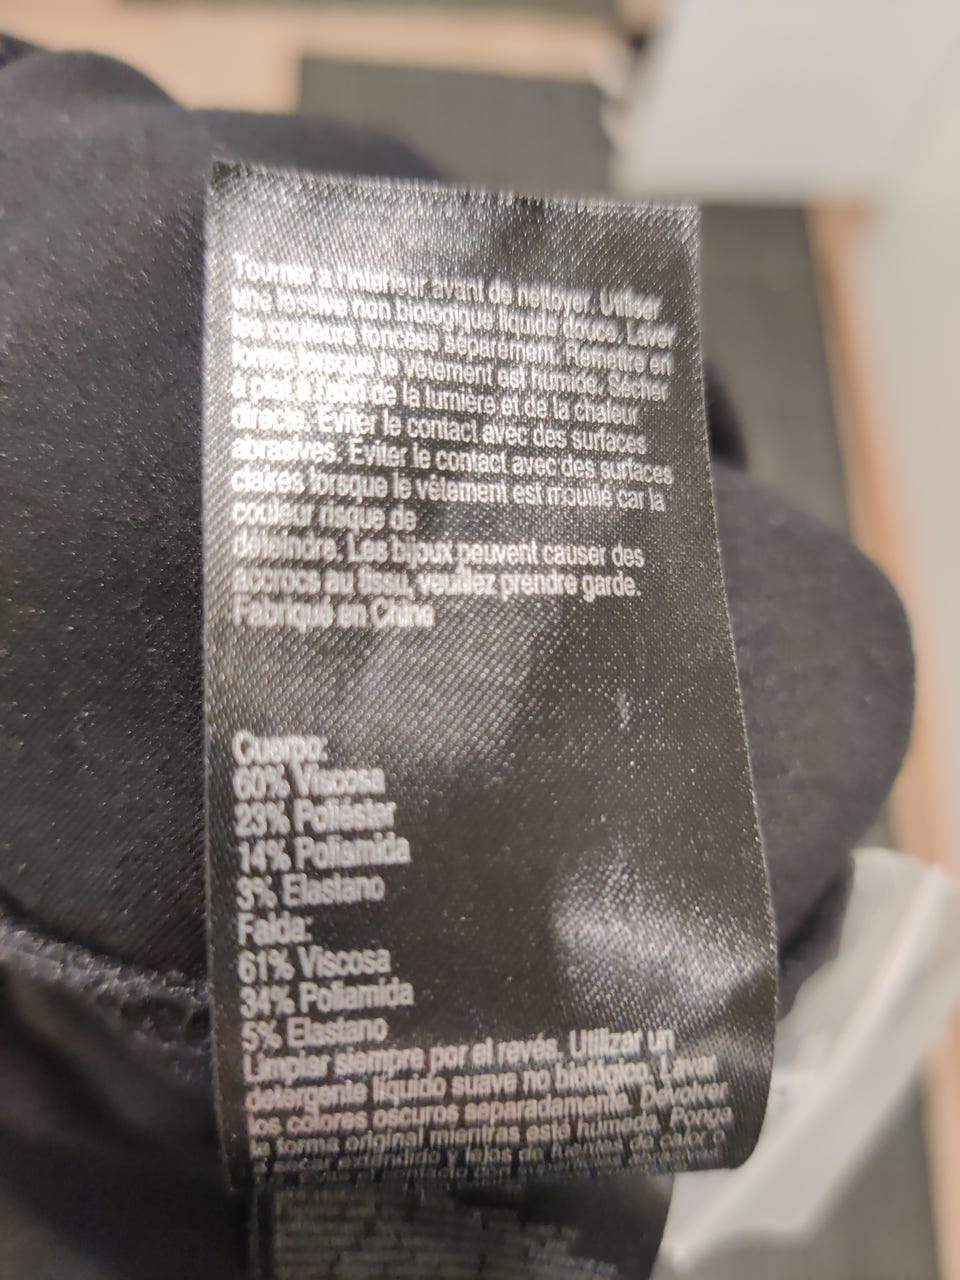 Tourner à l'intérieur avant de nettoyer. Utiliser
une lessive non biologique liquide douce. Laver
les couleurs foncées séparément. Remettre en
forme lorsque le vêtement est humide. Sécher
à plat à de la lumière et de la chaleur
directe. Eviter le contact avec des surfaces
abrasives. Eviter le contact avec des surfaces
claires lorsque le vêtement est mouillé car la
couleur risque de
déteindre. Les bijoux peuvent causer des
accrocs au tissu, veuillez prendre garde.
Fabriqué en Chine
Cuerpo:
60% Viscosa
23% Poliéster
14% Poliamida
3% Elastano
Falda:
61% Viscosa
34% Poliamida
5% Elastano
Limpiar siempre por el revés. Utilizar un
detergente líquido suave no biológico. Lavar
los colores oscuros separadamente. Devolver
la forma original mientras esté húmeda. Ponga